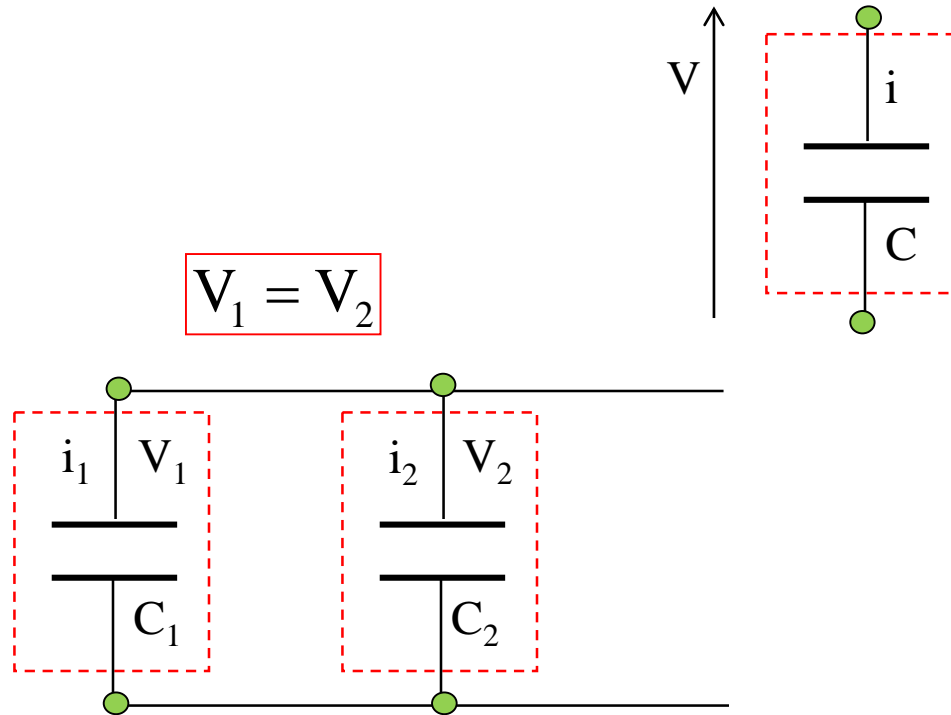 V
i
C
V₁ = V₂
i₁ V₁
i₂ V₂
C₁
C₂